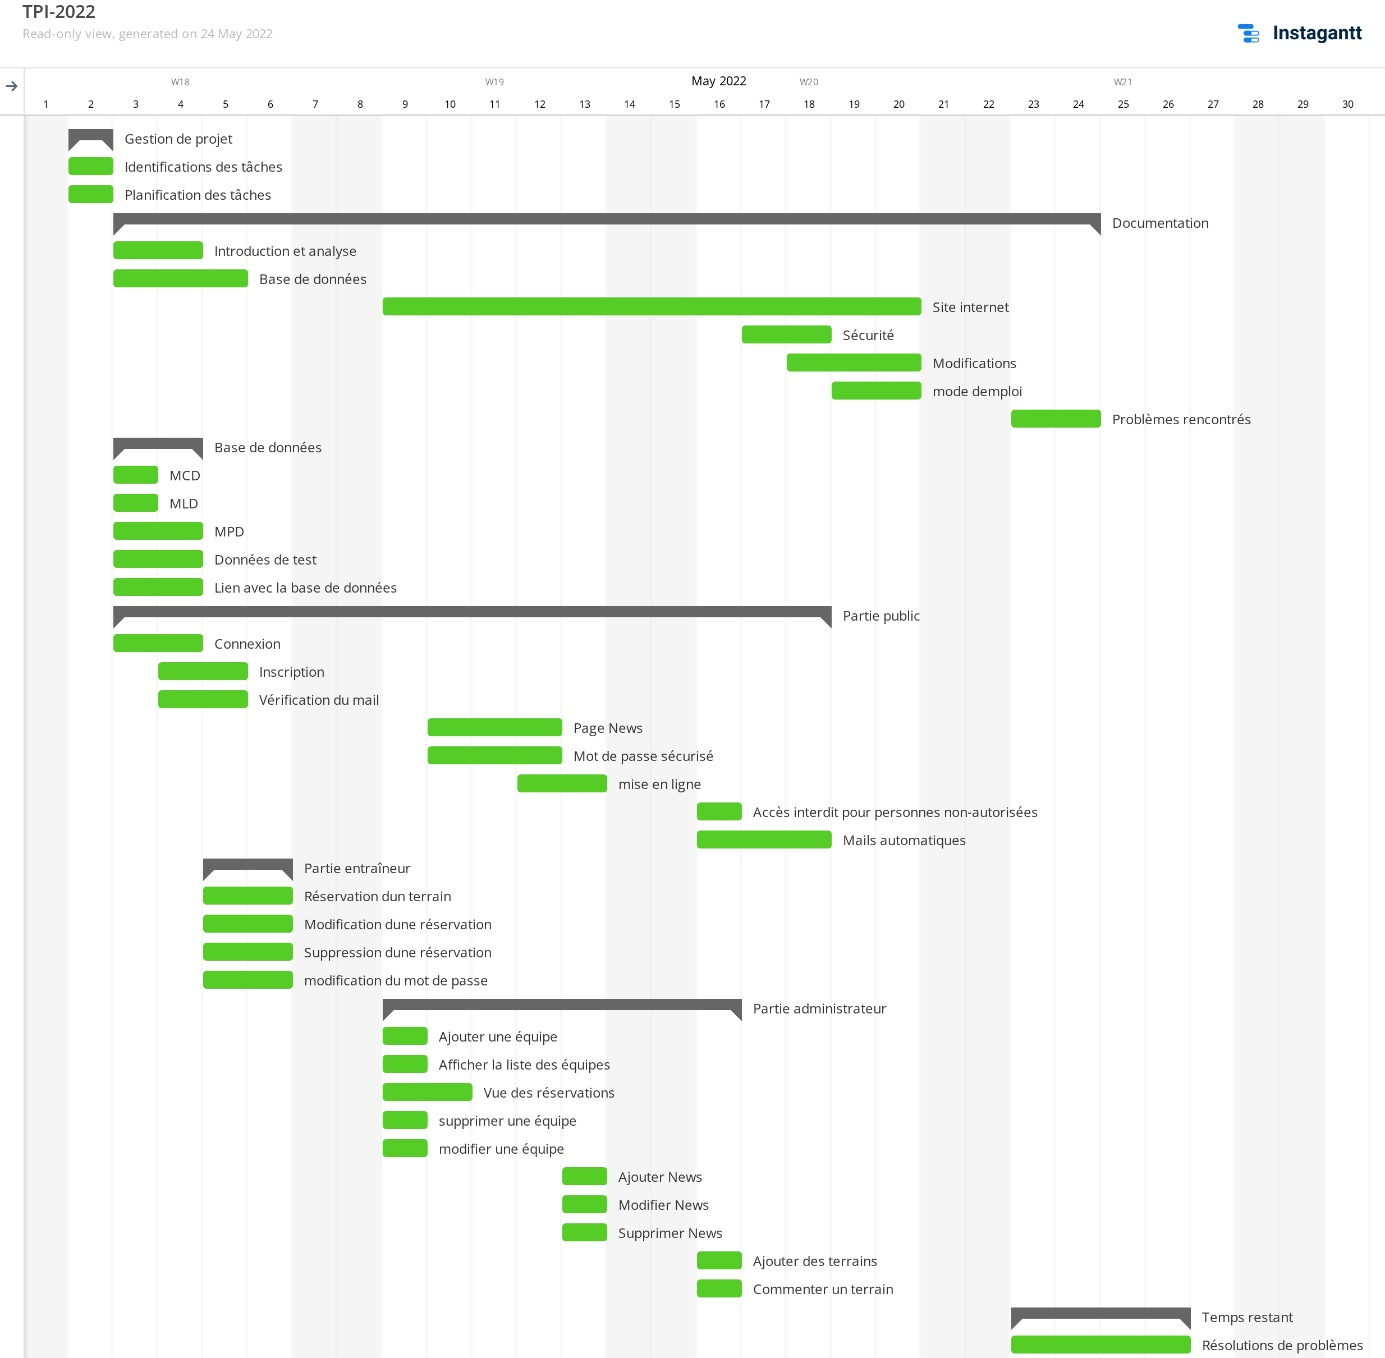 TPI-2022
Read-only view, generated on 24 May 2022
Instagantt
May 2022
W18 W19 W20 W21
1 2 3 4 5 6 7 8 9 10 11 12 13 14 15 16 17 18 19 20 21 22 23 24 25 26 27 28 29 30
Gestion de projet
Identifications des tâches
Planification des tâches
Documentation
Introduction et analyse
Base de données
Site internet
Sécurité
Modifications
mode demploi
Problèmes rencontrés
Base de données
MCD
MLD
MPD
Données de test
Lien avec la base de données
Partie public
Connexion
Inscription
Vérification du mail
Page News
Mot de passe sécurisé
mise en ligne
Accès interdit pour personnes non-autorisées
Mails automatiques
Partie entraîneur
Réservation dun terrain
Modification dune réservation
Suppression dune réservation
modification du mot de passe
Partie administrateur
Ajouter une équipe
Afficher la liste des équipes
Vue des réservations
supprimer une équipe
modifier une équipe
Ajouter News
Modifier News
Supprimer News
Ajouter des terrains
Commenter un terrain
Temps restant
Résolutions de problèmes